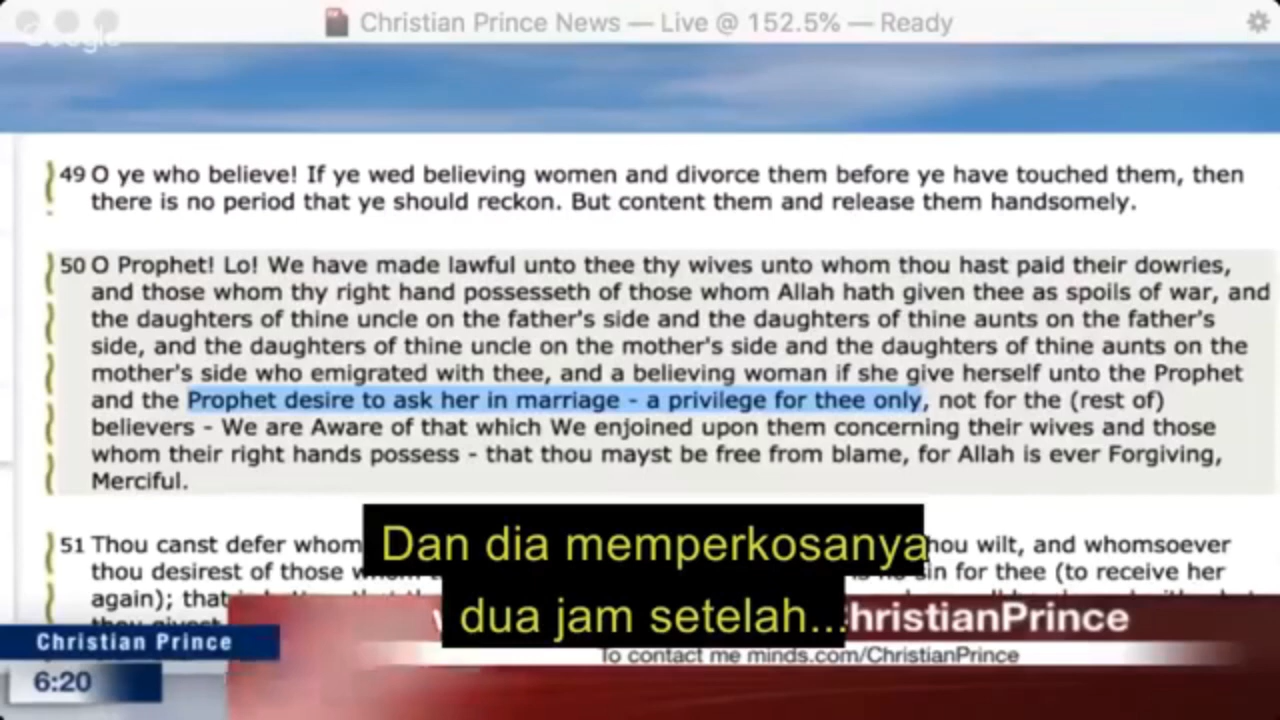 Christian Prince News — Live @ 152.5% — Ready
Google
49 O ye who believe! If ye wed believing women and divorce them before ye have touched them, then
there is no period that ye should reckon. But content them and release them handsomely.
50 O Prophet! Lo! We have made lawful unto thee thy wives unto whom thou hast paid their dowries,
and those whom thy right hand possesseth of those whom Allah hath given thee as spoils of war, and
the daughters of thine uncle on the father's side and the daughters of thine aunts on the father's
side, and the daughters of thine uncle on the mother's side and the daughters of thine aunts on the
mother's side who emigrated with thee, and a believing woman if she give herself unto the Prophet
and the Prophet desire to ask her in marriage - a privilege for thee only, not for the (rest of)
believers - We are Aware of that which We enjoined upon them concerning their wives and those
whom their right hands possess - that thou mayst be free from blame, for Allah is ever Forgiving,
Merciful.
51 Thou canst defer whom hou wilt, and whomsoever
thou desirest of those sin for thee (to receive her
again); that
Dan dia memperkosanya
dua jam setelah...
hristianPrince
To contact me minds.com/ChristianPrince
Christian Prince
6:20